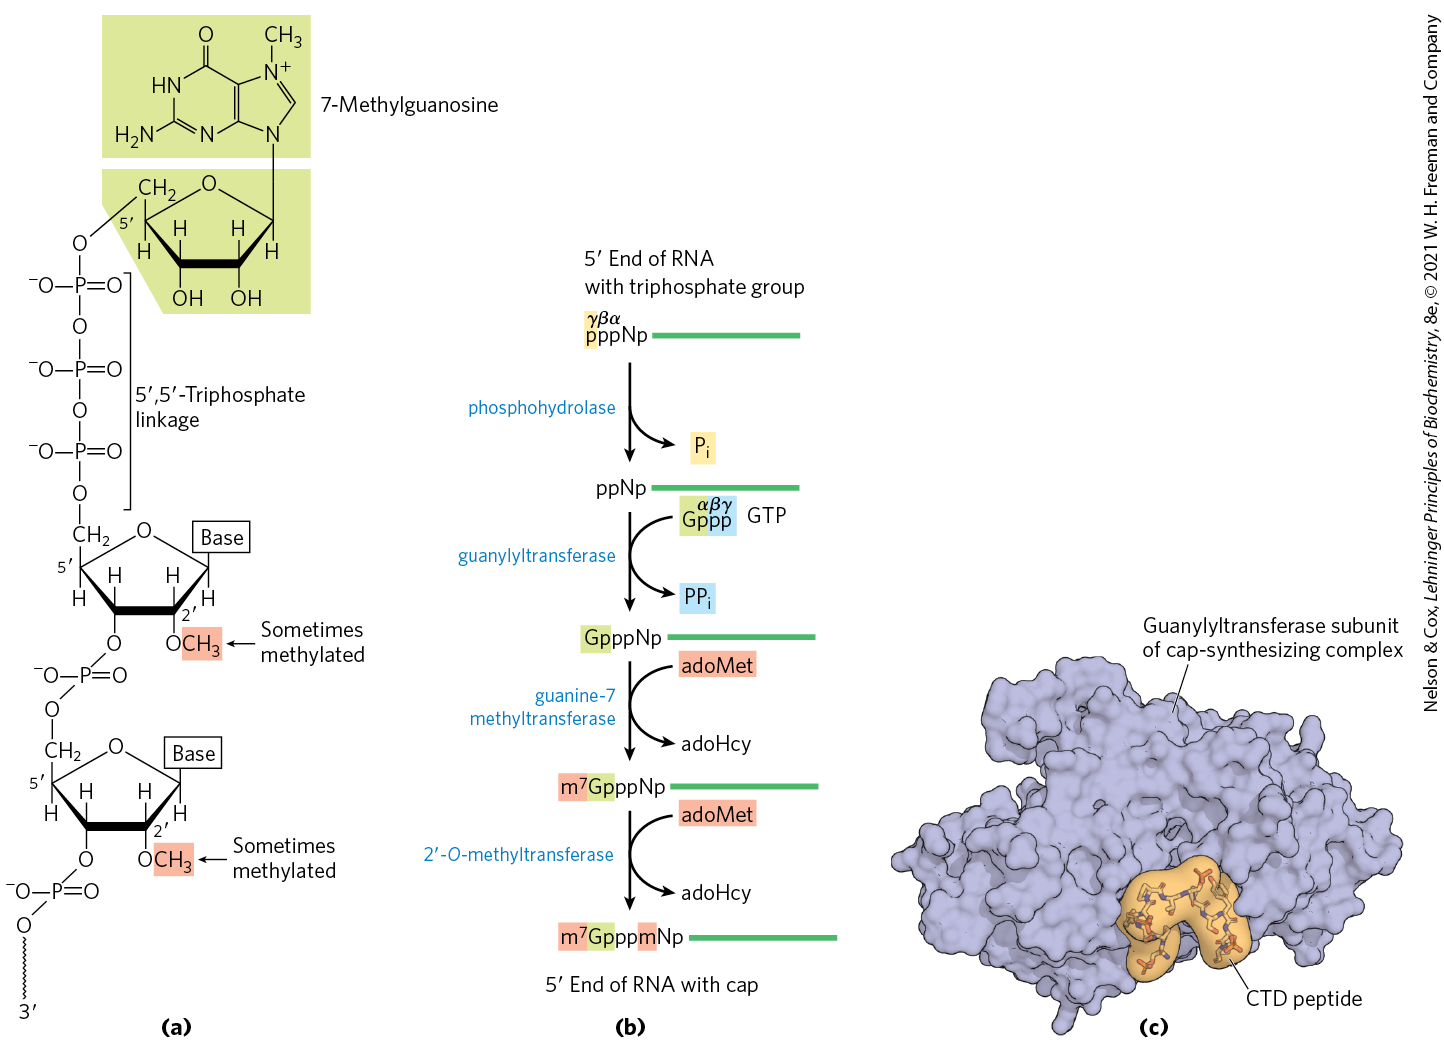 O
CH₃
N⁺
HN
H₂N
N
N
7-Methylguanosine
CH₂
O
5′
H
H
H
H
O
OH
OH
⁻O–P=O
O
⁻O–P=O
O
5′,5′-Triphosphate
linkage
⁻O–P=O
O
CH₂
O
Base
5′
H
H
H
H
2′
O
OCH₃
Sometimes
methylated
⁻O–P=O
O
CH₂
O
Base
5′
H
H
H
H
2′
O
OCH₃
Sometimes
methylated
⁻O–P=O
O
3′
(a)
5′ End of RNA
with triphosphate group
γβα
pppNp
phosphohydrolase
Pᵢ
ppNp
αβγ
Gppp GTP
guanylyltransferase
PPᵢ
GpppNp
adoMet
guanine-7
methyltransferase
adoHcy
m⁷GpppNp
adoMet
2′-O-methyltransferase
adoHcy
m⁷GpppmNp
5′ End of RNA with cap
(b)
Guanylyltransferase subunit
of cap-synthesizing complex
CTD peptide
(c)
Nelson & Cox, Lehninger Principles of Biochemistry, 8e, © 2021 W. H. Freeman and Company